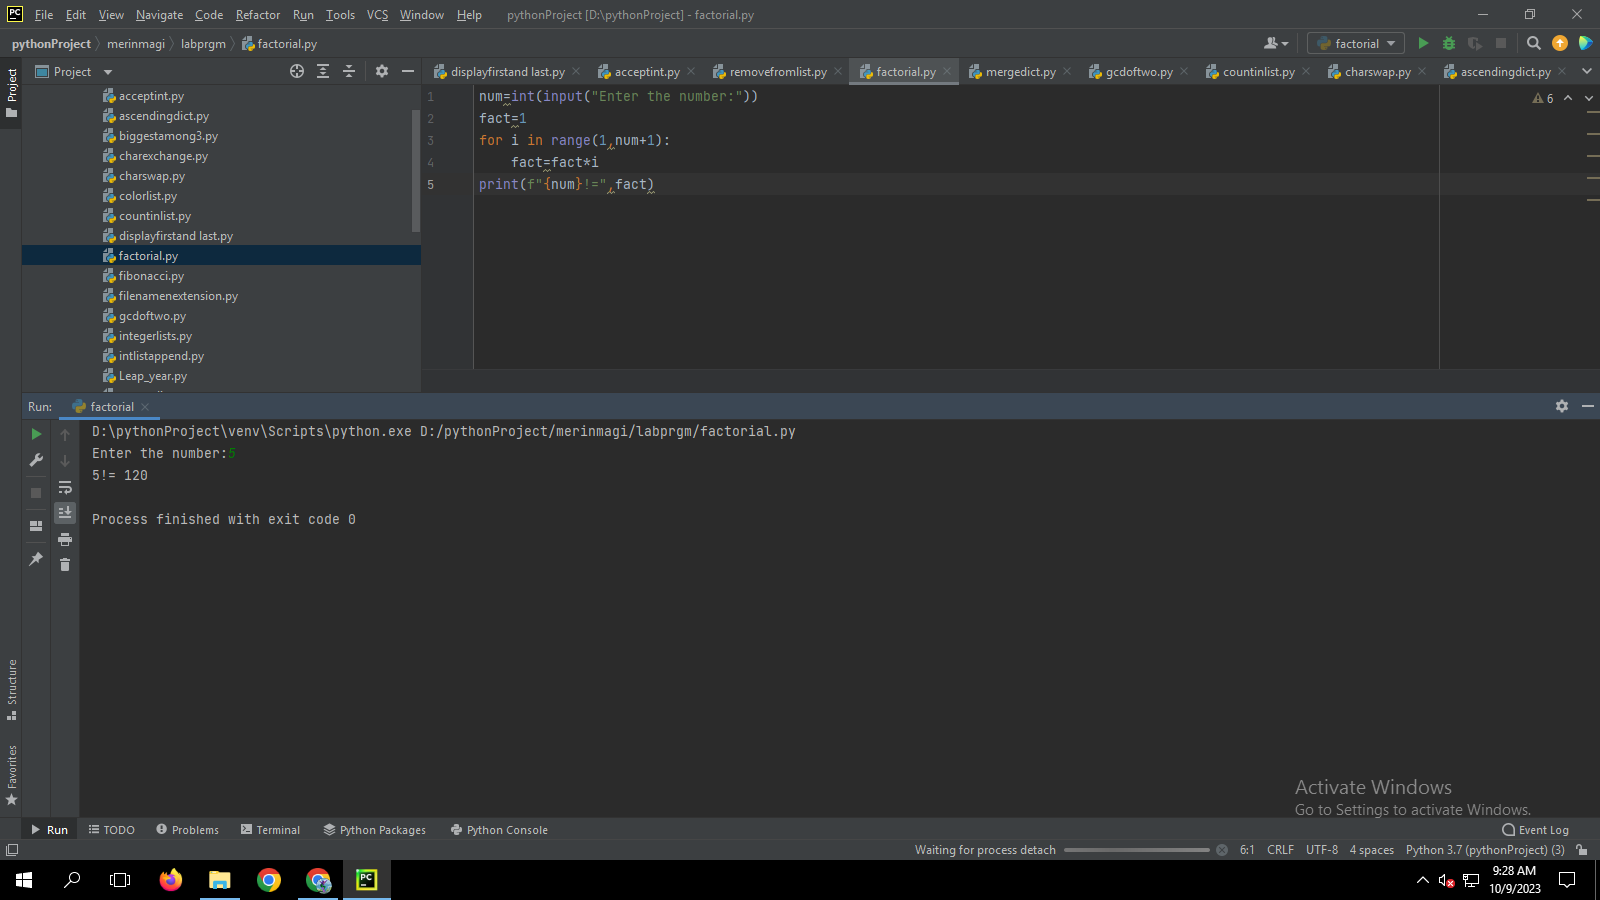 PC File Edit View Navigate Code Refactor Run Tools VCS Window Help pythonProject [D:\pythonProject] - factorial.py
pythonProject merinmagi labprgm factorial.py factorial
Project Project displayfirstand last.py acceptint.py removefromlist.py factorial.py mergedict.py gcdoftwo.py countinlist.py charswap.py ascendingdict.py
acceptint.py
ascendingdict.py
biggestamong3.py
charexchange.py
charswap.py
colorlist.py
countinlist.py
displayfirstand last.py
factorial.py
fibonacci.py
filenamenextension.py
gcdoftwo.py
integerlists.py
intlistappend.py
Leap_year.py
1 num=int(input("Enter the number:")) 6
2 fact=1
3 for i in range(1,num+1):
4     fact=fact*i
5 print(f"{num}!=",fact)
Run: factorial
D:\pythonProject\venv\Scripts\python.exe D:/pythonProject/merinmagi/labprgm/factorial.py
Enter the number:5
5!= 120
Process finished with exit code 0
Structure
Favorites
Activate Windows
Go to Settings to activate Windows.
Run TODO Problems Terminal Python Packages Python Console Event Log
Waiting for process detach 6:1 CRLF UTF-8 4 spaces Python 3.7 (pythonProject) (3)
PC 9:28 AM
10/9/2023